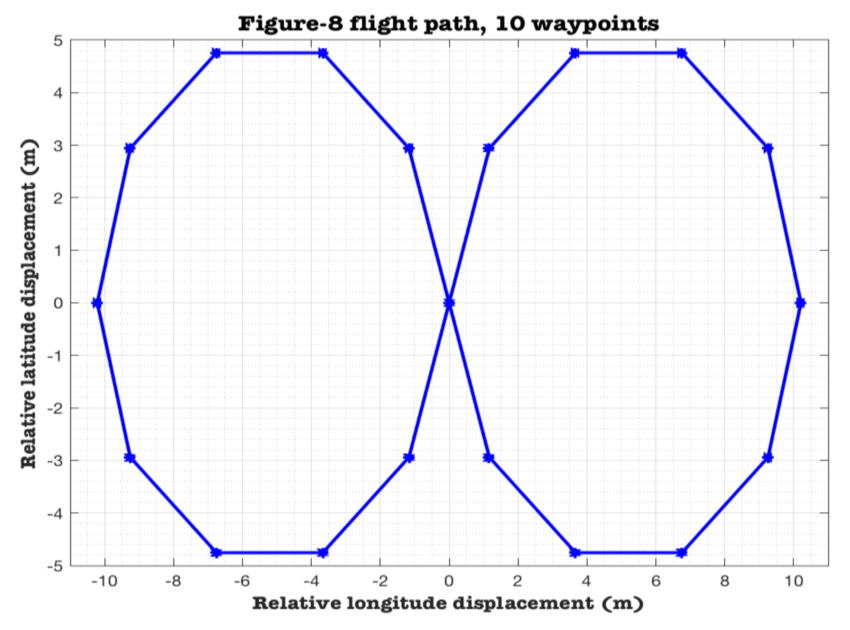 Figure-8 flight path, 10 waypoints
5
4
3
2
1
0
-1
-2
-3
-4
-5
Relative latitude displacement (m)
-10 -8 -6 -4 -2 0 2 4 6 8 10
Relative longitude displacement (m)